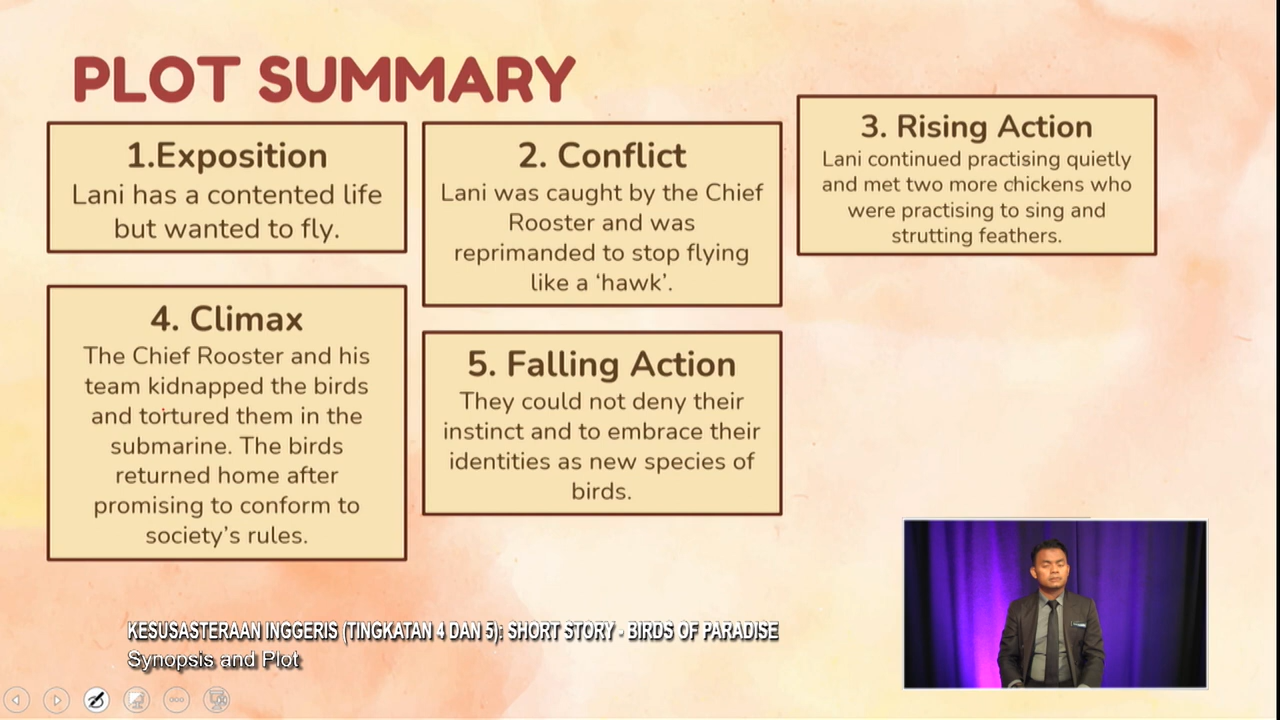 PLOT SUMMARY
1.Exposition
Lani has a contented life
but wanted to fly.
2. Conflict
Lani was caught by the Chief
Rooster and was
reprimanded to stop flying
like a ‘hawk’.
3. Rising Action
Lani continued practising quietly
and met two more chickens who
were practising to sing and
strutting feathers.
4. Climax
The Chief Rooster and his
team kidnapped the birds
and tortured them in the
submarine. The birds
returned home after
promising to conform to
society’s rules.
5. Falling Action
They could not deny their
instinct and to embrace their
identities as new species of
birds.
KESUSASTERAAN INGGERIS (TINGKATAN 4 DAN 5): SHORT STORY - BIRDS OF PARADISE
Synopsis and Plot